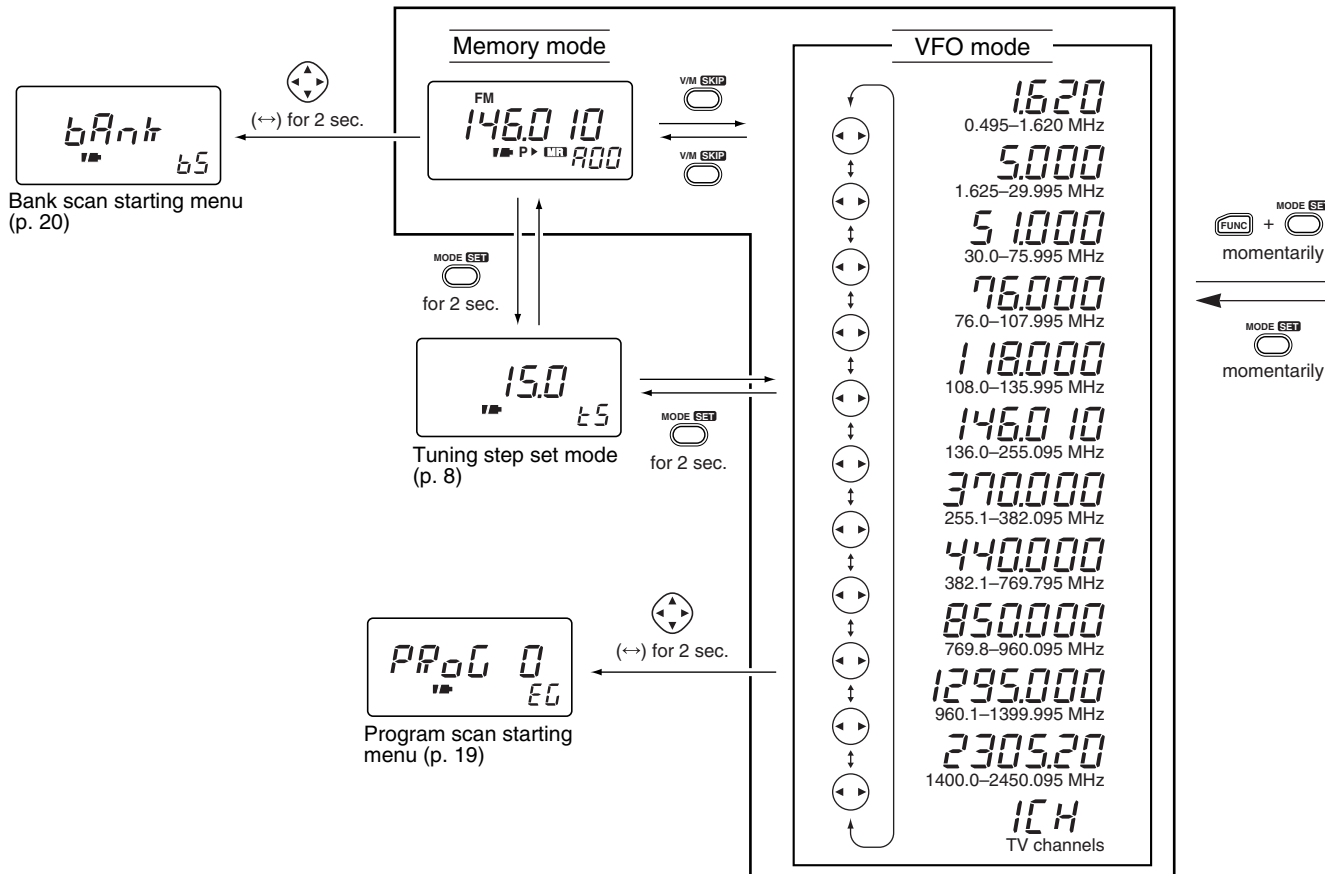 Memory mode
FM
146.010
P MR A00
(↔) for 2 sec.
bAnk
bS
Bank scan starting menu
(p. 20)
V/M SKIP
V/M SKIP
MODE SET
for 2 sec.
15.0
tS
Tuning step set mode
(p. 8)
MODE SET
for 2 sec.
(↔) for 2 sec.
PRoG 0
EG
Program scan starting
menu (p. 19)
VFO mode
1.620
0.495–1.620 MHz
5.000
1.625–29.995 MHz
51.000
30.0–75.995 MHz
76.000
76.0–107.995 MHz
118.000
108.0–135.995 MHz
146.010
136.0–255.095 MHz
370.000
255.1–382.095 MHz
440.000
382.1–769.795 MHz
850.000
769.8–960.095 MHz
1295.000
960.1–1399.995 MHz
2305.20
1400.0–2450.095 MHz
1CH
TV channels
MODE SE
FUNC +
momentarily
MODE SET
momentarily